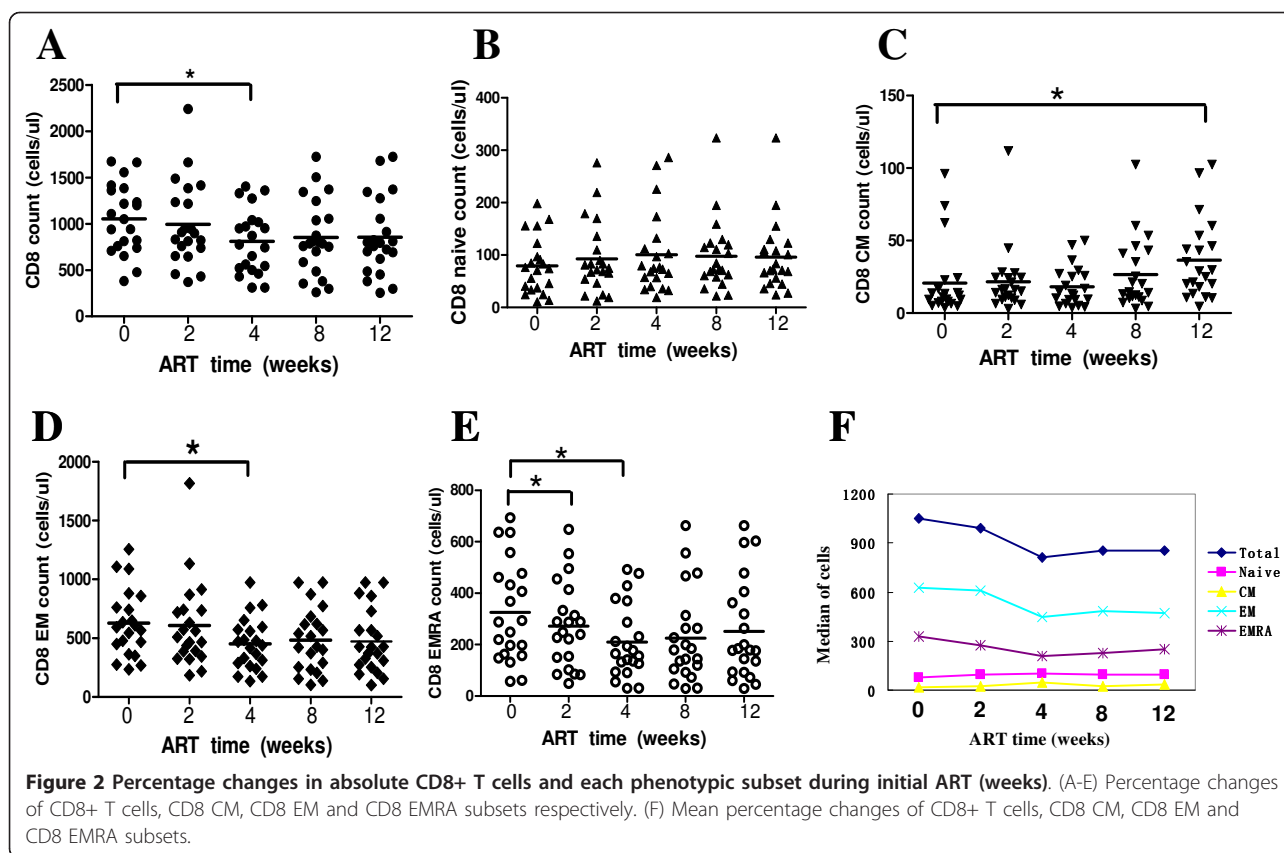 A
*
CD8 count (cells/ul)
2500
2000
1500
1000
500
0
0 2 4 8 12
ART time (weeks)
B
CD8 naive count (cells/ul)
400
300
200
100
0
0 2 4 8 12
ART time (weeks)
C
*
CD8 CM count (cells/ul)
150
100
50
0
0 2 4 8 12
ART time (weeks)
D
*
CD8 EM count (cells/ul)
2000
1500
1000
500
0
0 2 4 8 12
ART time (weeks)
E
*
*
CD8 EMRA count (cells/ul)
800
600
400
200
0
0 2 4 8 12
ART time (weeks)
F
Median of cells
1200
900
600
300
0
0 2 4 8 12
ART time (weeks)
Total
Naive
CM
EM
EMRA
Figure 2 Percentage changes in absolute CD8+ T cells and each phenotypic subset during initial ART (weeks). (A-E) Percentage changes
of CD8+ T cells, CD8 CM, CD8 EM and CD8 EMRA subsets respectively. (F) Mean percentage changes of CD8+ T cells, CD8 CM, CD8 EM and
CD8 EMRA subsets.